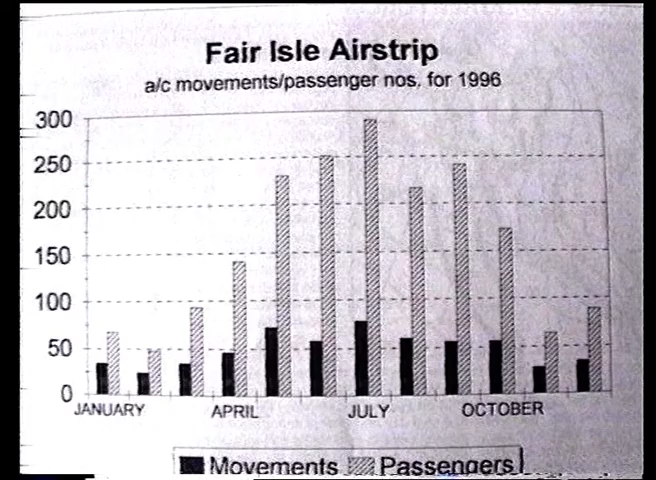 Fair Isle Airstrip
a/c movements/passenger nos. for 1996
300
250
200
150
100
50
0
JANUARY APRIL JULY OCTOBER
Movements Passengers